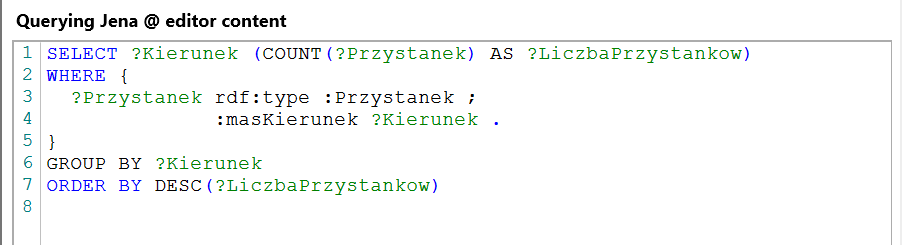 Querying Jena @ editor content
1 SELECT ?Kierunek (COUNT(?Przystanek) AS ?LiczbaPrzystankow)
2 WHERE {
3   ?Przystanek rdf:type :Przystanek ;
4               :masKierunek ?Kierunek .
5 }
6 GROUP BY ?Kierunek
7 ORDER BY DESC(?LiczbaPrzystankow)
8